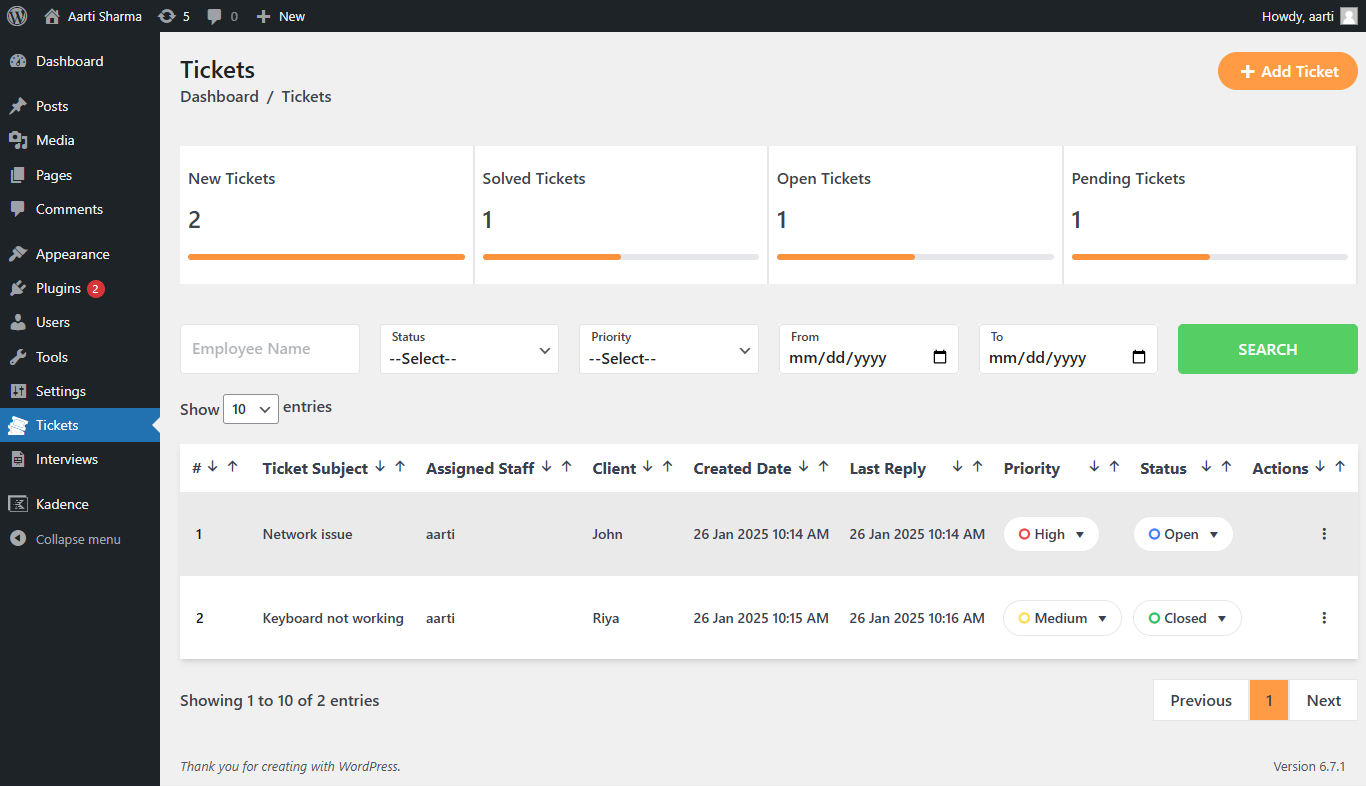 Aarti Sharma 5 0 New Howdy, aarti
Dashboard
Posts
Media
Pages
Comments
Appearance
Plugins 2
Users
Tools
Settings
Tickets
Interviews
Kadence
Collapse menu
Tickets
Dashboard / Tickets
Add Ticket
New Tickets Solved Tickets Open Tickets Pending Tickets
2 1 1 1
Employee Name
Status
--Select--
Priority
--Select--
From
mm/dd/yyyy
To
mm/dd/yyyy
SEARCH
Show 10 entries
# Ticket Subject Assigned Staff Client Created Date Last Reply Priority Status Actions
1 Network issue aarti John 26 Jan 2025 10:14 AM 26 Jan 2025 10:14 AM High Open
2 Keyboard not working aarti Riya 26 Jan 2025 10:15 AM 26 Jan 2025 10:16 AM Medium Closed
Showing 1 to 10 of 2 entries
Previous 1 Next
Thank you for creating with WordPress.
Version 6.7.1